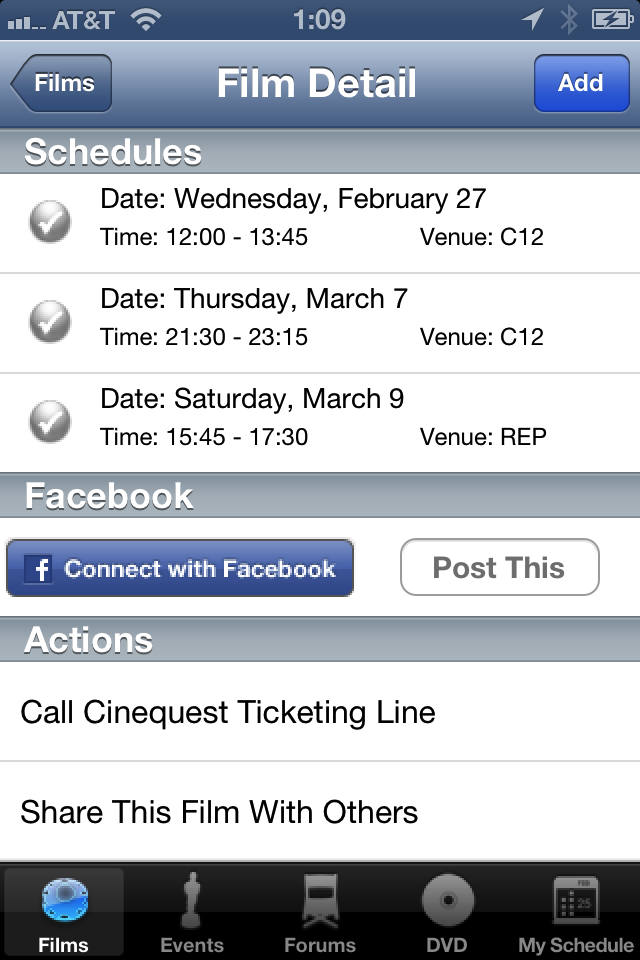 AT&T 1:09
Films Film Detail Add
Schedules
Date: Wednesday, February 27
Time: 12:00 - 13:45 Venue: C12
Date: Thursday, March 7
Time: 21:30 - 23:15 Venue: C12
Date: Saturday, March 9
Time: 15:45 - 17:30 Venue: REP
Facebook
f Connect with Facebook Post This
Actions
Call Cinequest Ticketing Line
Share This Film With Others
FEB
25
Films Events Forums DVD My Schedule